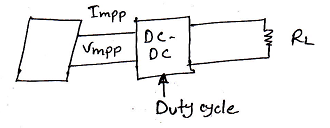 Impp
Vmpp
DC-
DC
RL
Duty cycle